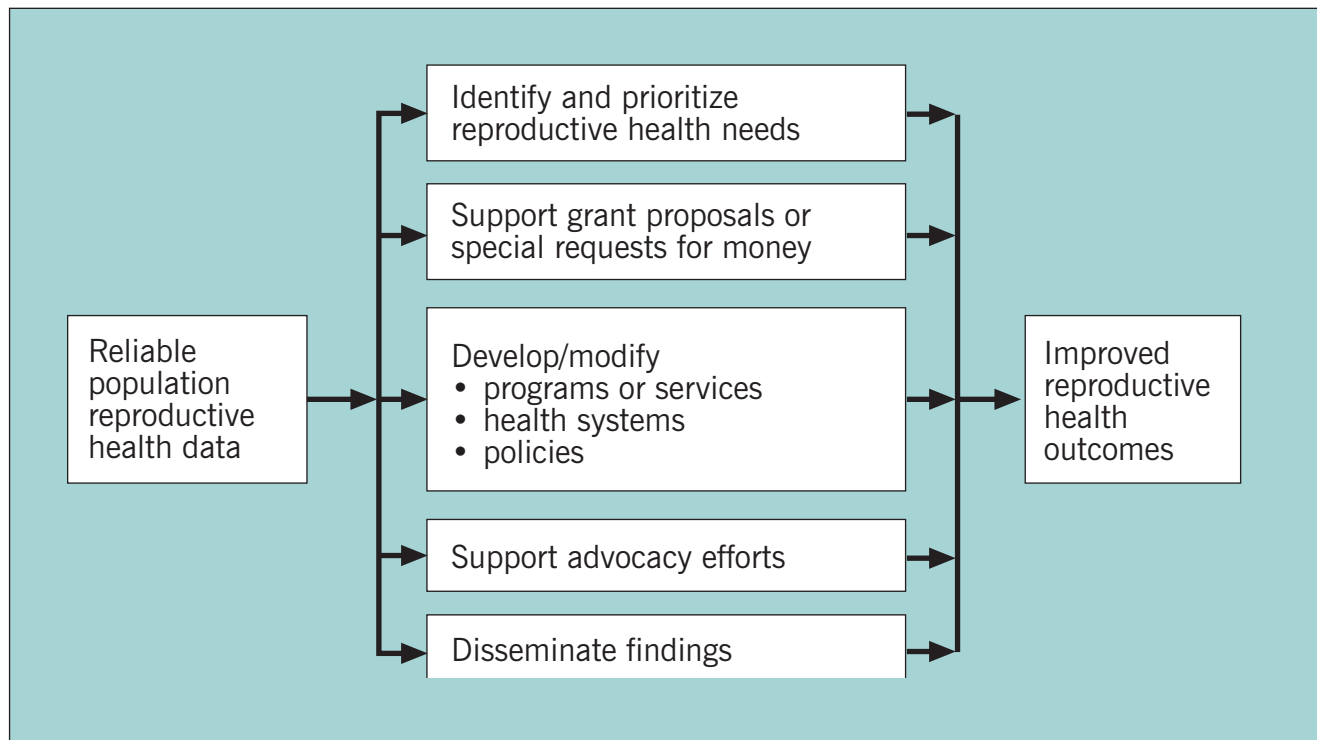 Identify and prioritize
reproductive health needs
Support grant proposals or
special requests for money
Reliable
population
reproductive
health data
Develop/modify
• programs or services
• health systems
• policies
Improved
reproductive
health
outcomes
Support advocacy efforts
Disseminate findings